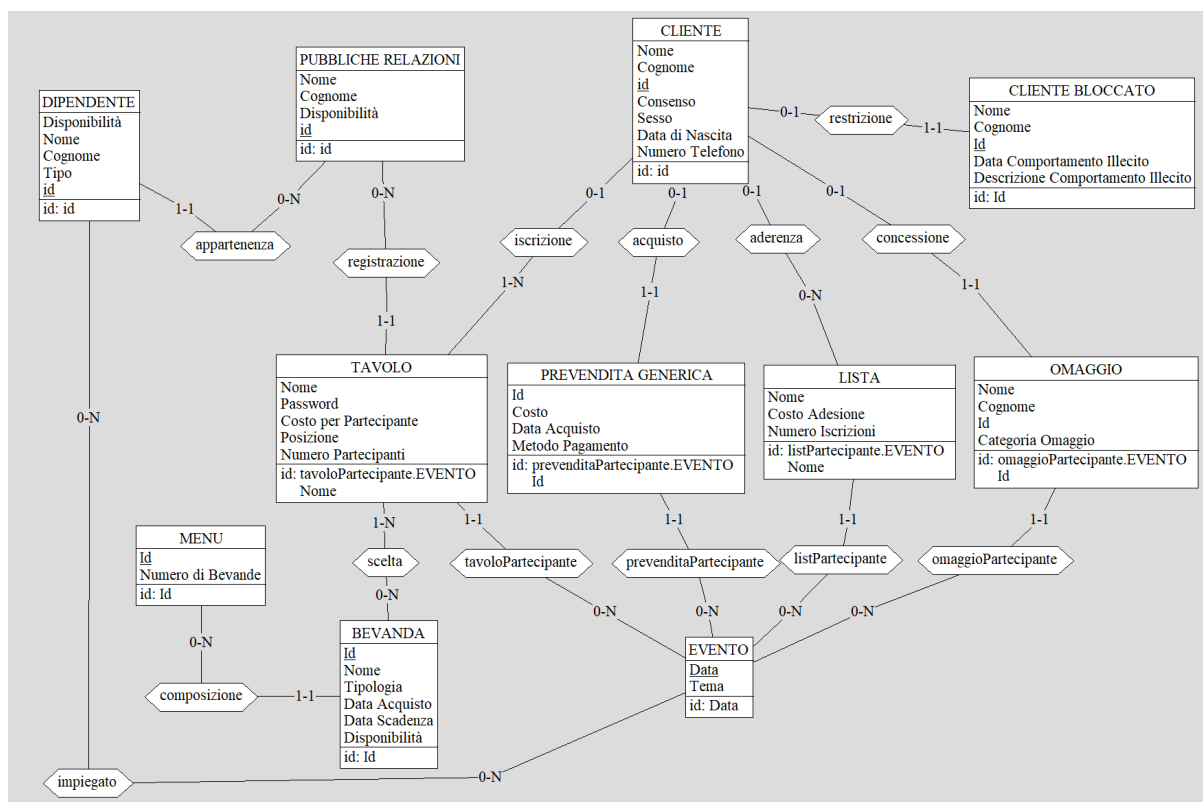 CLIENTE
Nome
Cognome
id
Consenso
Sesso
Data di Nascita
Numero Telefono
id: id
PUBBLICHE RELAZIONI
Nome
Cognome
Disponibilità
id
id: id
DIPENDENTE
Disponibilità
Nome
Cognome
Tipo
id
id: id
CLIENTE BLOCCATO
Nome
Cognome
Id
Data Comportamento Illecito
Descrizione Comportamento Illecito
id: Id
0-1
restrizione
1-1
1-1
appartenenza
0-N
0-N
registrazione
1-1
0-1
iscrizione
1-N
0-1
acquisto
1-1
0-1
aderenza
0-N
0-1
concessione
1-1
TAVOLO
Nome
Password
Costo per Partecipante
Posizione
Numero Partecipanti
id: tavoloPartecipante.EVENTO
Nome
PREVENDITA GENERICA
Id
Costo
Data Acquisto
Metodo Pagamento
id: prevenditaPartecipante.EVENTO
Id
LISTA
Nome
Costo Adesione
Numero Iscrizioni
id: listPartecipante.EVENTO
Nome
OMAGGIO
Nome
Cognome
Id
Categoria Omaggio
id: omaggioPartecipante.EVENTO
Id
0-N
1-N
scelta
0-N
1-1
tavoloPartecipante
0-N
1-1
prevenditaPartecipante
0-N
1-1
listPartecipante
0-N
1-1
omaggioPartecipante
0-N
MENU
Id
Numero di Bevande
id: Id
0-N
composizione
1-1
BEVANDA
Id
Nome
Tipologia
Data Acquisto
Data Scadenza
Disponibilità
id: Id
EVENTO
Data
Tema
id: Data
impiegato
0-N